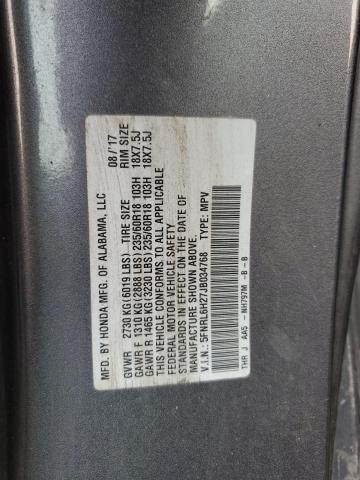 MFD. BY HONDA MFG. OF ALABAMA, LLC 08/'17
GVWR 2730 KG(6019 LBS) TIRE SIZE RIM SIZE
GAWR F 1310 KG(2888 LBS)235/60R18 103H 18X7.5J
GAWR R 1465 KG(3230 LBS)235/60R18 103H 18X7.5J
THIS VEHICLE CONFORMS TO ALL APPLICABLE
FEDERAL MOTOR VEHICLE SAFETY
STANDARDS IN EFFECT ON THE DATE OF
MANUFACTURE SHOWN ABOVE.
V.I.N.: 5FNRL6H27JB034768 TYPE: MPV
THR J AA5 - NH797M -B-B